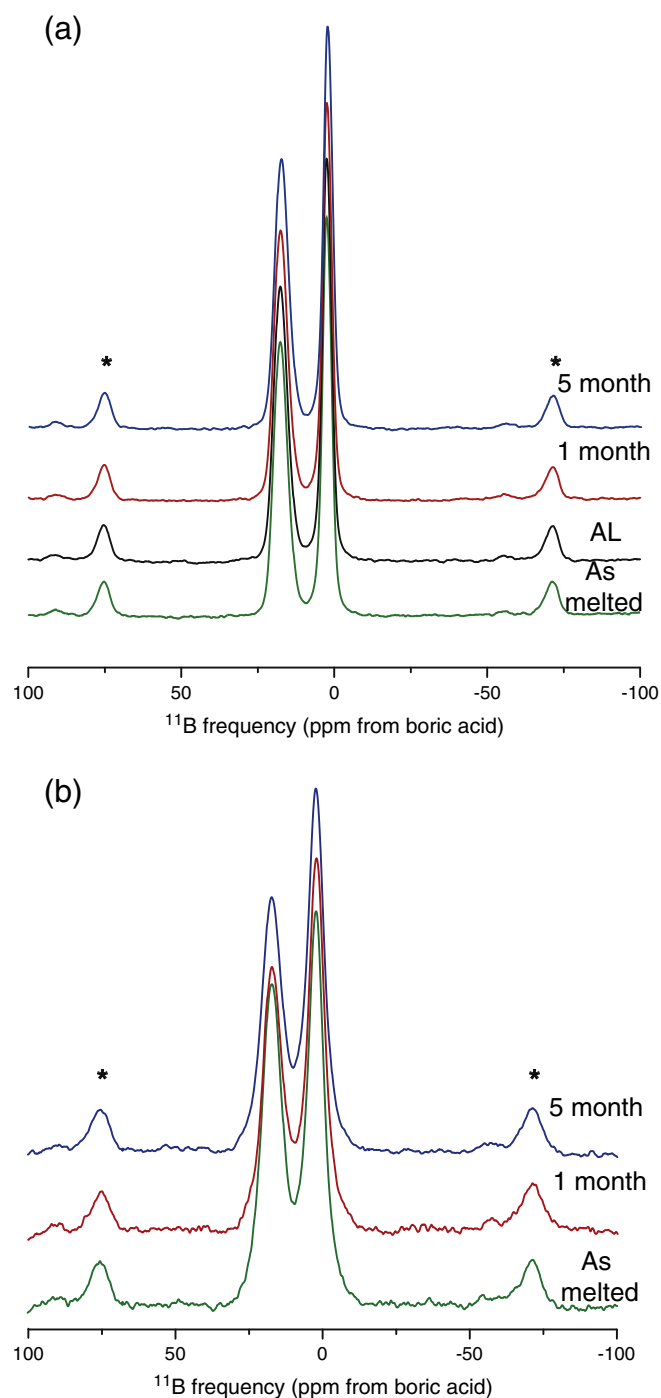 (a)
* *
5 month
1 month
AL
As
melted
100 50 0 -50 -100
¹¹B frequency (ppm from boric acid)
(b)
* *
5 month
1 month
As
melted
100 50 0 -50 -100
¹¹B frequency (ppm from boric acid)